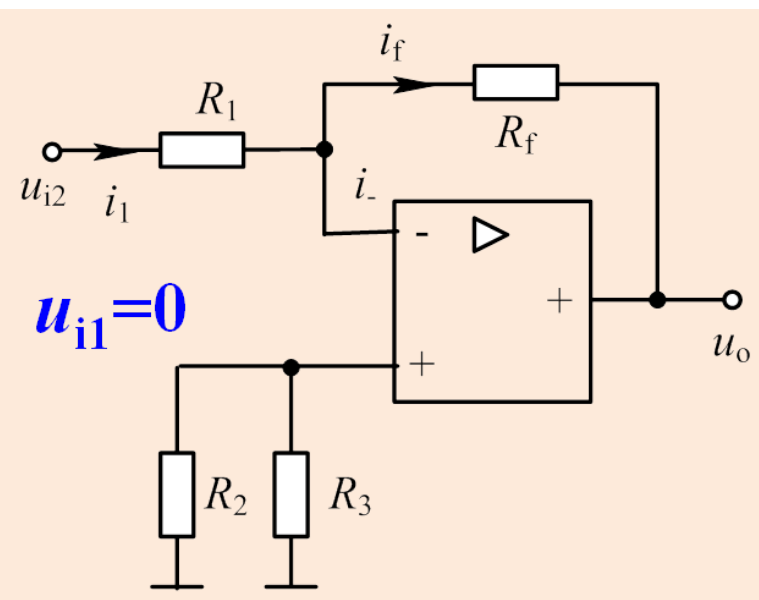 i_f
R_1
R_f
u_i2
i_1
i_-
-
u_i1=0
+
u_o
+
R_2
R_3